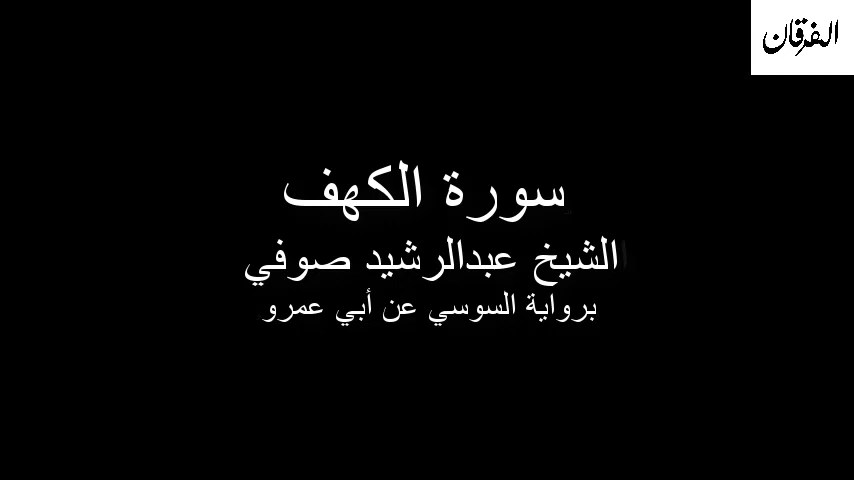 الفرقان
سورة الكهف
الشيخ عبدالرشيد صوفي
برواية السوسي عن أبي عمرو